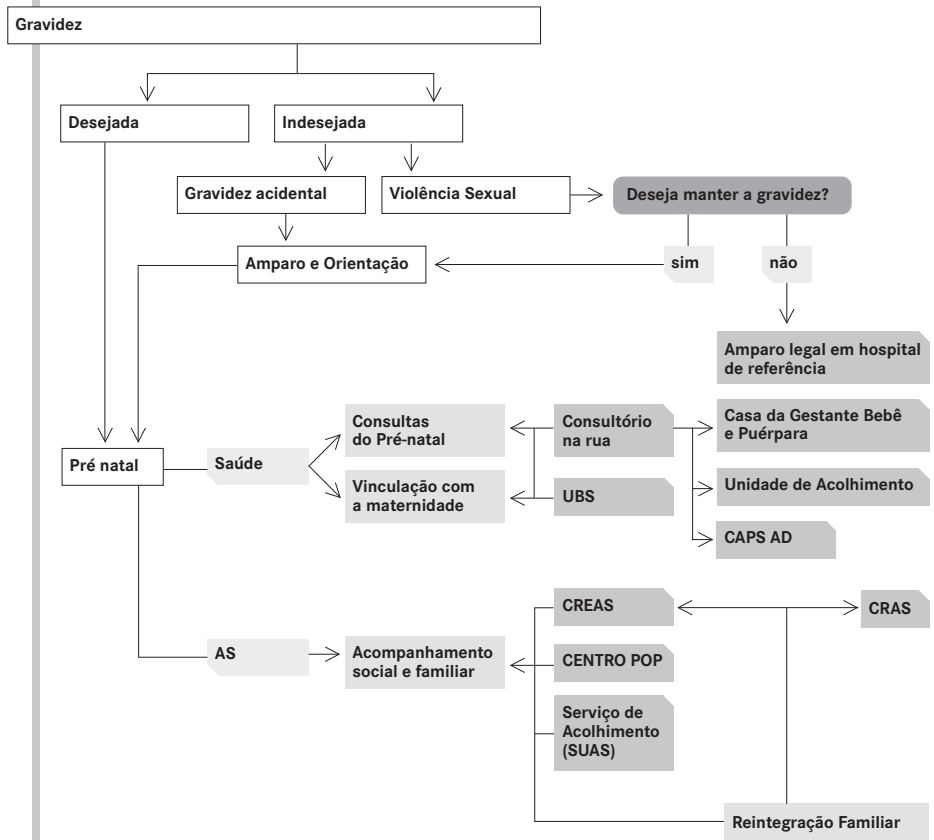 Gravidez
Desejada
Indesejada
Gravidez acidental
Violência Sexual
Deseja manter a gravidez?
Amparo e Orientação
sim
não
Amparo legal em hospital
de referência
Consultas
do Pré-natal
Consultório
na rua
Casa da Gestante Bebê
e Puérpara
Pré natal
Saúde
Vinculação com
a maternidade
UBS
Unidade de Acolhimento
CAPS AD
CREAS
CRAS
AS
Acompanhamento
social e familiar
CENTRO POP
Serviço de
Acolhimento
(SUAS)
Reintegração Familiar